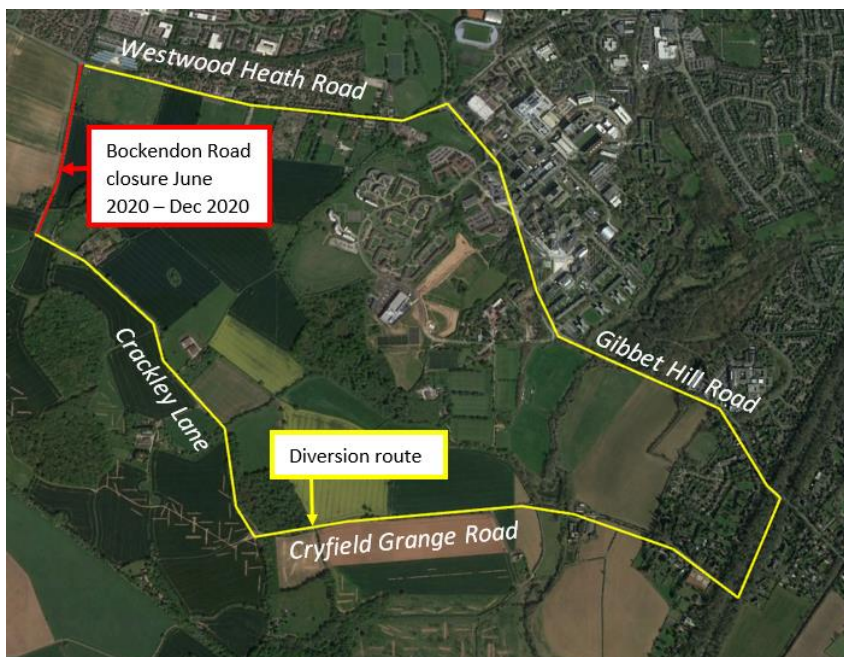 Westwood Heath Road
Bockendon Road
closure June
2020 – Dec 2020
Gibbet Hill Road
Crackley Lane
Diversion route
Cryfield Grange Road